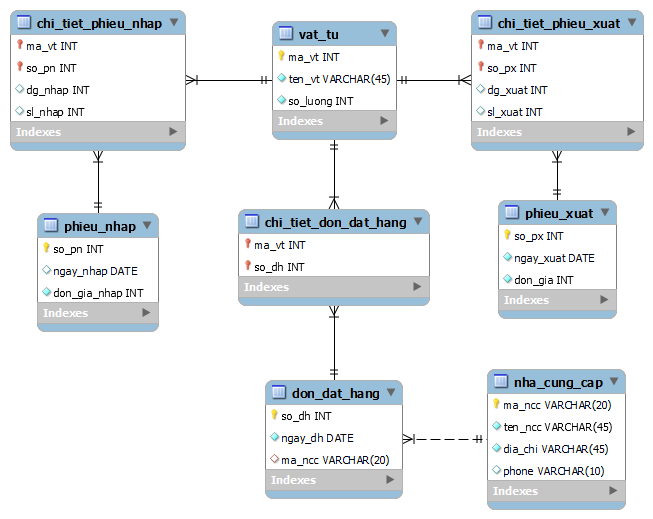 chi_tiet_phieu_nhap
ma_vt INT
so_pn INT
dg_nhap INT
sl_nhap INT
Indexes
vat_tu
ma_vt INT
ten_vt VARCHAR(45)
so_luong INT
Indexes
chi_tiet_phieu_xuat
ma_vt INT
so_px INT
dg_xuat INT
sl_xuat INT
Indexes
phieu_nhap
so_pn INT
ngay_nhap DATE
don_gia_nhap INT
Indexes
chi_tiet_don_dat_hang
ma_vt INT
so_dh INT
Indexes
phieu_xuat
so_px INT
ngay_xuat DATE
don_gia INT
Indexes
don_dat_hang
so_dh INT
ngay_dh DATE
ma_ncc VARCHAR(20)
Indexes
nha_cung_cap
ma_ncc VARCHAR(20)
ten_ncc VARCHAR(45)
dia_chi VARCHAR(45)
phone VARCHAR(10)
Indexes